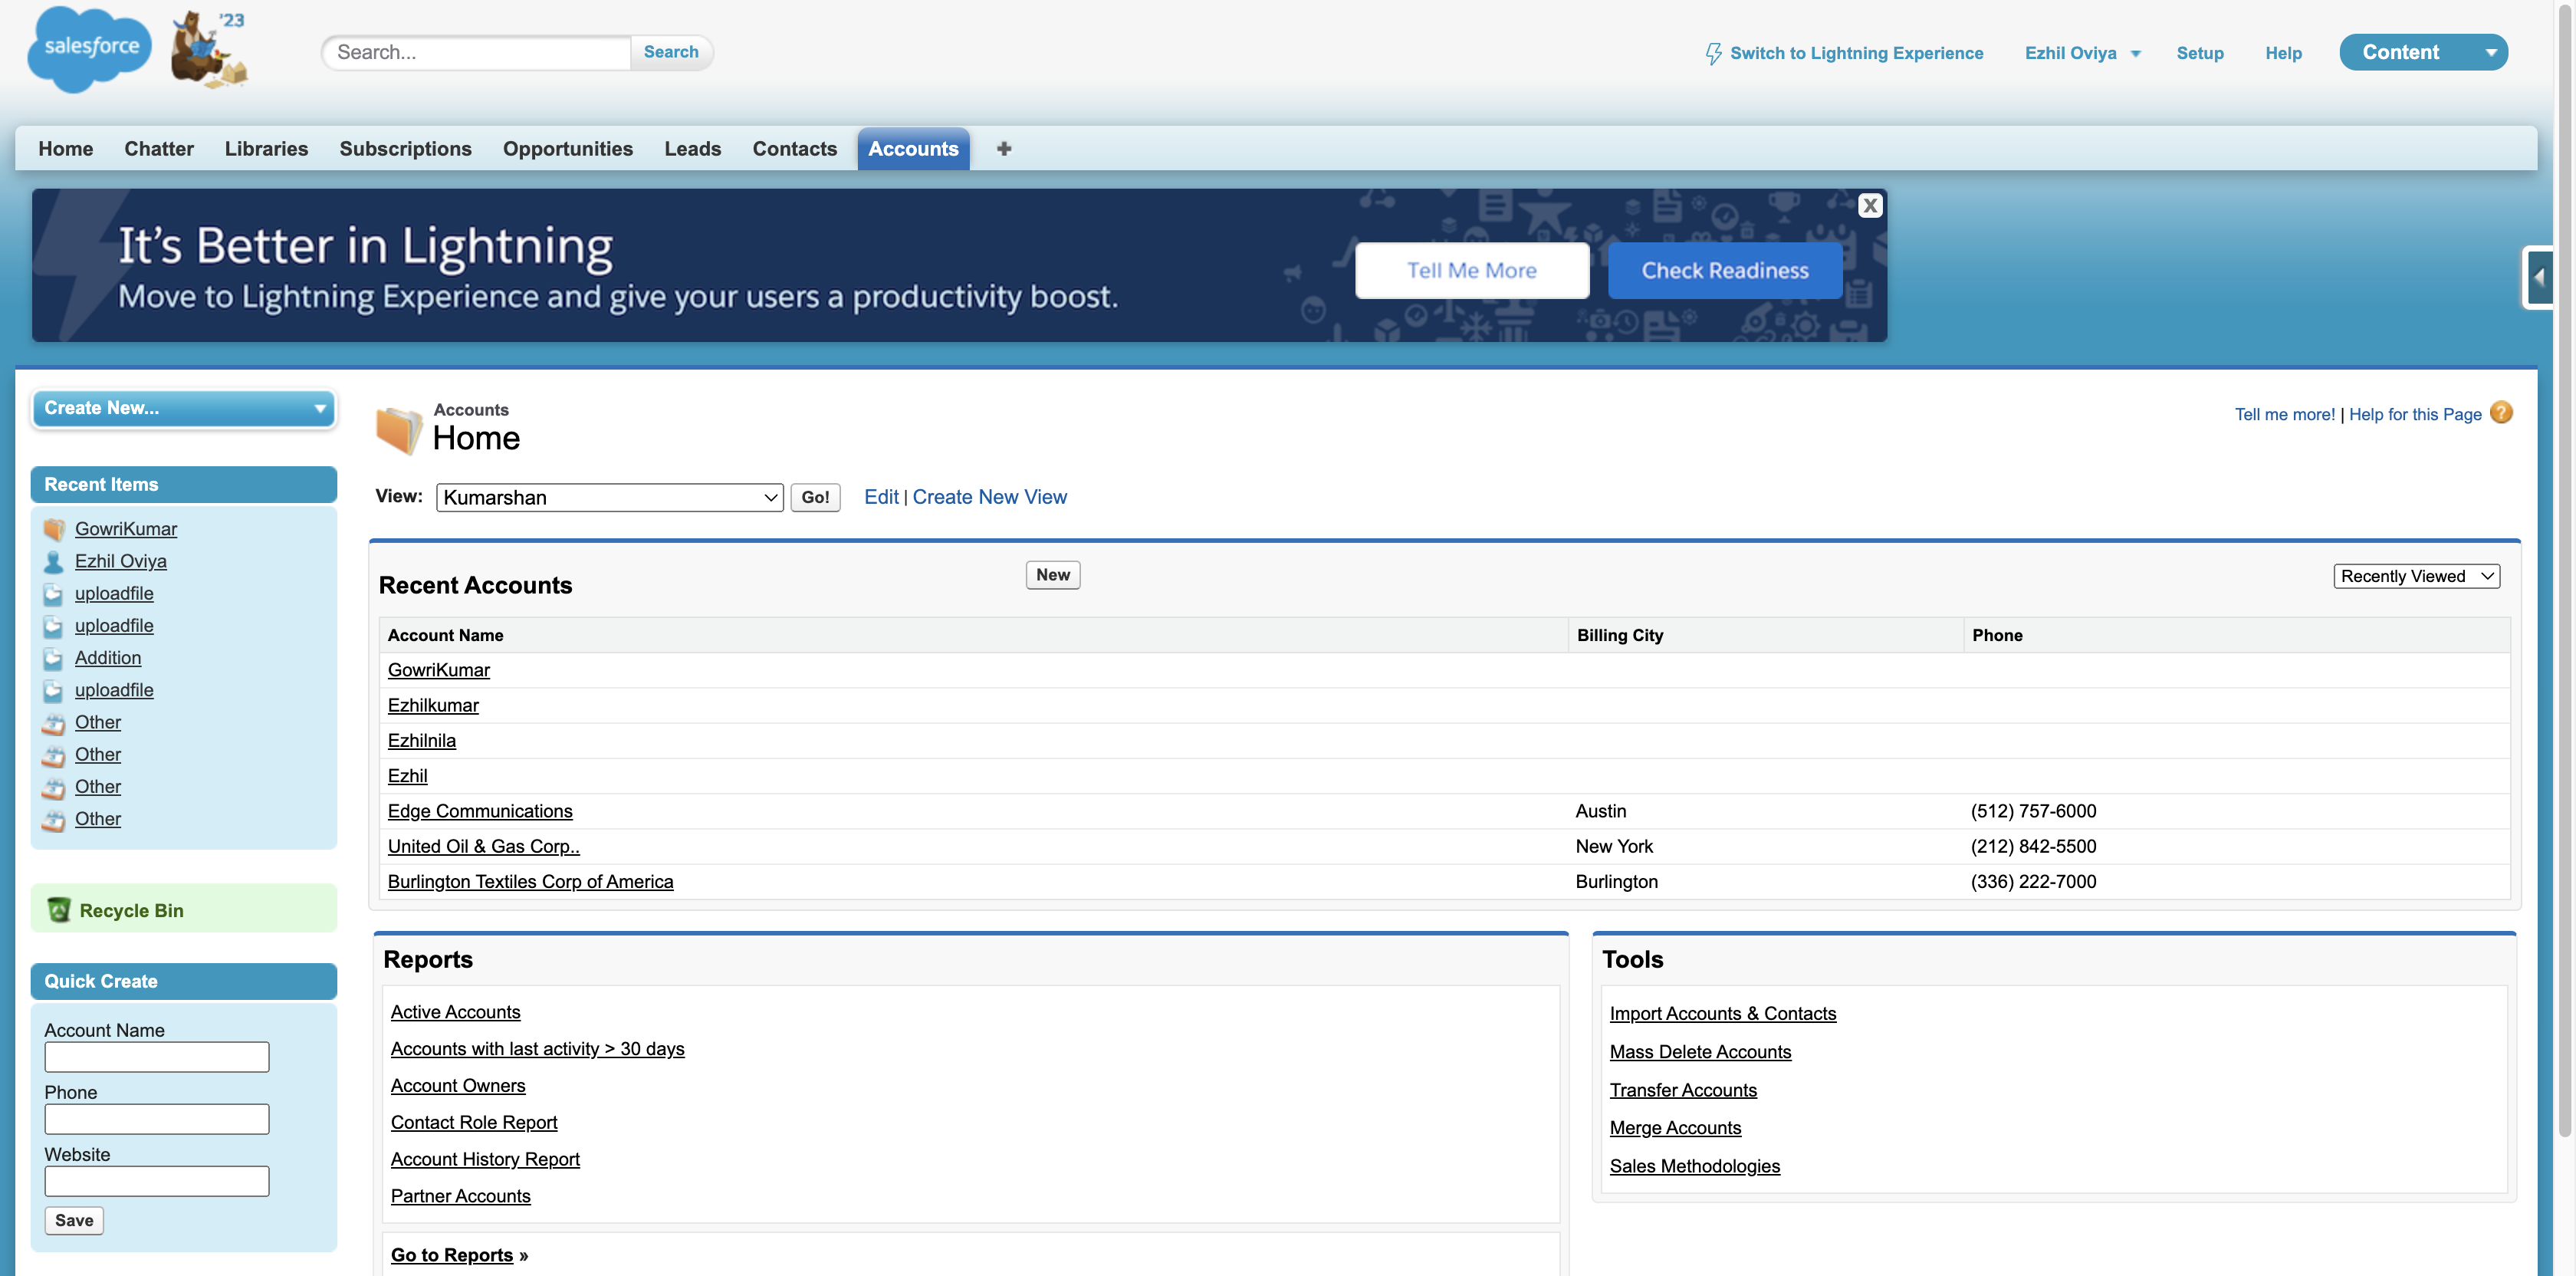 salesforce
'23
Search...
Search
Switch to Lightning Experience
Ezhil Oviya
Setup
Help
Content
Home
Chatter
Libraries
Subscriptions
Opportunities
Leads
Contacts
Accounts
+
It's Better in Lightning
Move to Lightning Experience and give your users a productivity boost.
Tell Me More
Check Readiness
X
Create New...
Recent Items
GowriKumar
Ezhil Oviya
uploadfile
uploadfile
Addition
uploadfile
Other
Other
Other
Other
Recycle Bin
Quick Create
Account Name
Phone
Website
Save
Accounts
Home
Tell me more! | Help for this Page ?
View: Kumarshan Go! Edit | Create New View
Recent Accounts
New
Recently Viewed
Account Name Billing City Phone
GowriKumar
Ezhilkumar
Ezhilnila
Ezhil
Edge Communications Austin (512) 757-6000
United Oil & Gas Corp.. New York (212) 842-5500
Burlington Textiles Corp of America Burlington (336) 222-7000
Reports
Active Accounts
Accounts with last activity > 30 days
Account Owners
Contact Role Report
Account History Report
Partner Accounts
Go to Reports »
Tools
Import Accounts & Contacts
Mass Delete Accounts
Transfer Accounts
Merge Accounts
Sales Methodologies